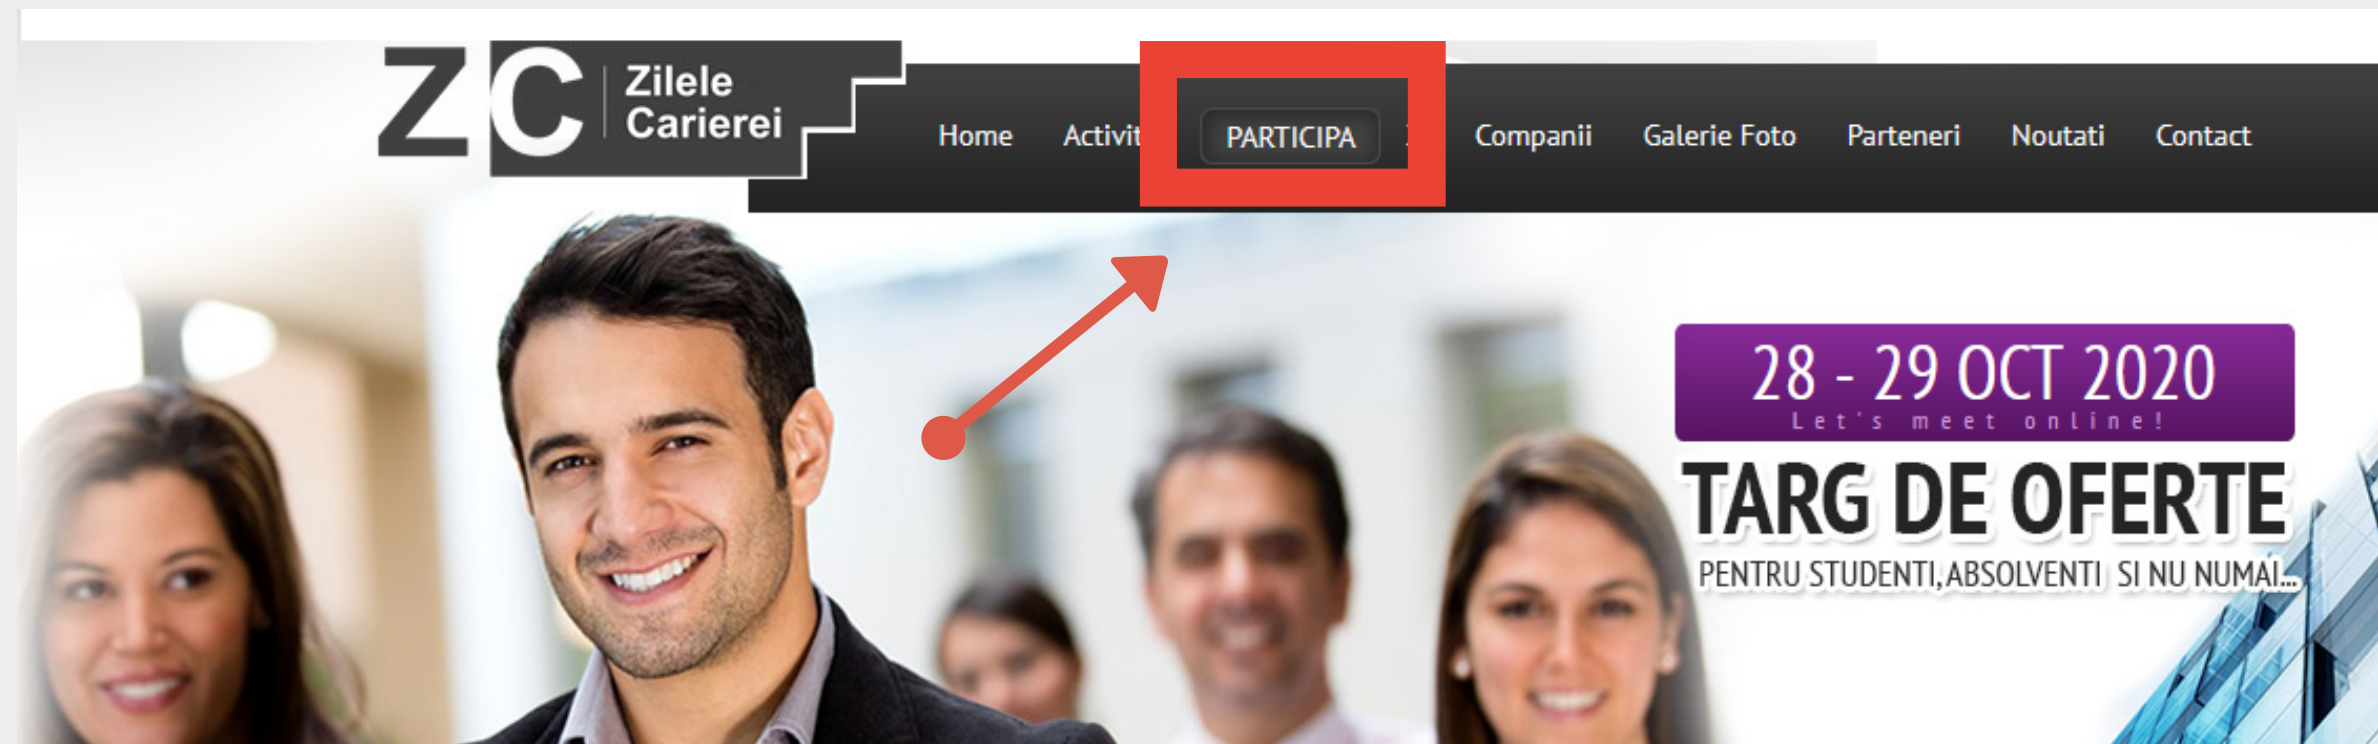 ZC
Zilele
Carierei
Home PARTICIPA Companii Galerie Foto Parteneri Noutati Contact
28 - 29 OCT 2020
Let's meet online!
TARG DE OFERTE
PENTRU STUDENTI, ABSOLVENTI SI NU NUMAI...